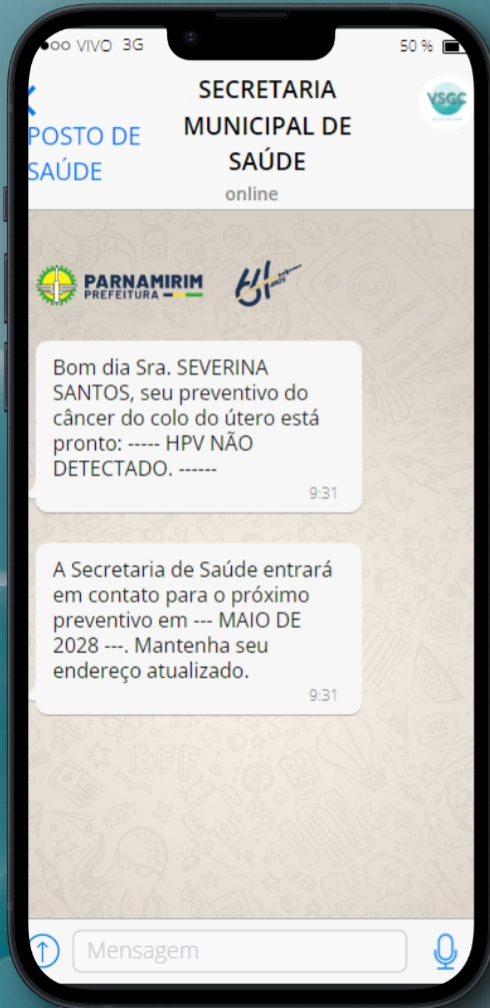 VIVO 3G
50 %
POSTO DE
SAÚDE
SECRETARIA
MUNICIPAL DE
SAÚDE
online
VSGC
PARNAMIRIM
PREFEITURA
Bom dia Sra. SEVERINA
SANTOS, seu preventivo do
câncer do colo do útero está
pronto: ----- HPV NÃO
DETECTADO. ------
9:31
A Secretaria de Saúde entrará
em contato para o próximo
preventivo em --- MAIO DE
2028 ---. Mantenha seu
endereço atualizado.
9:31
BFF
Mensagem